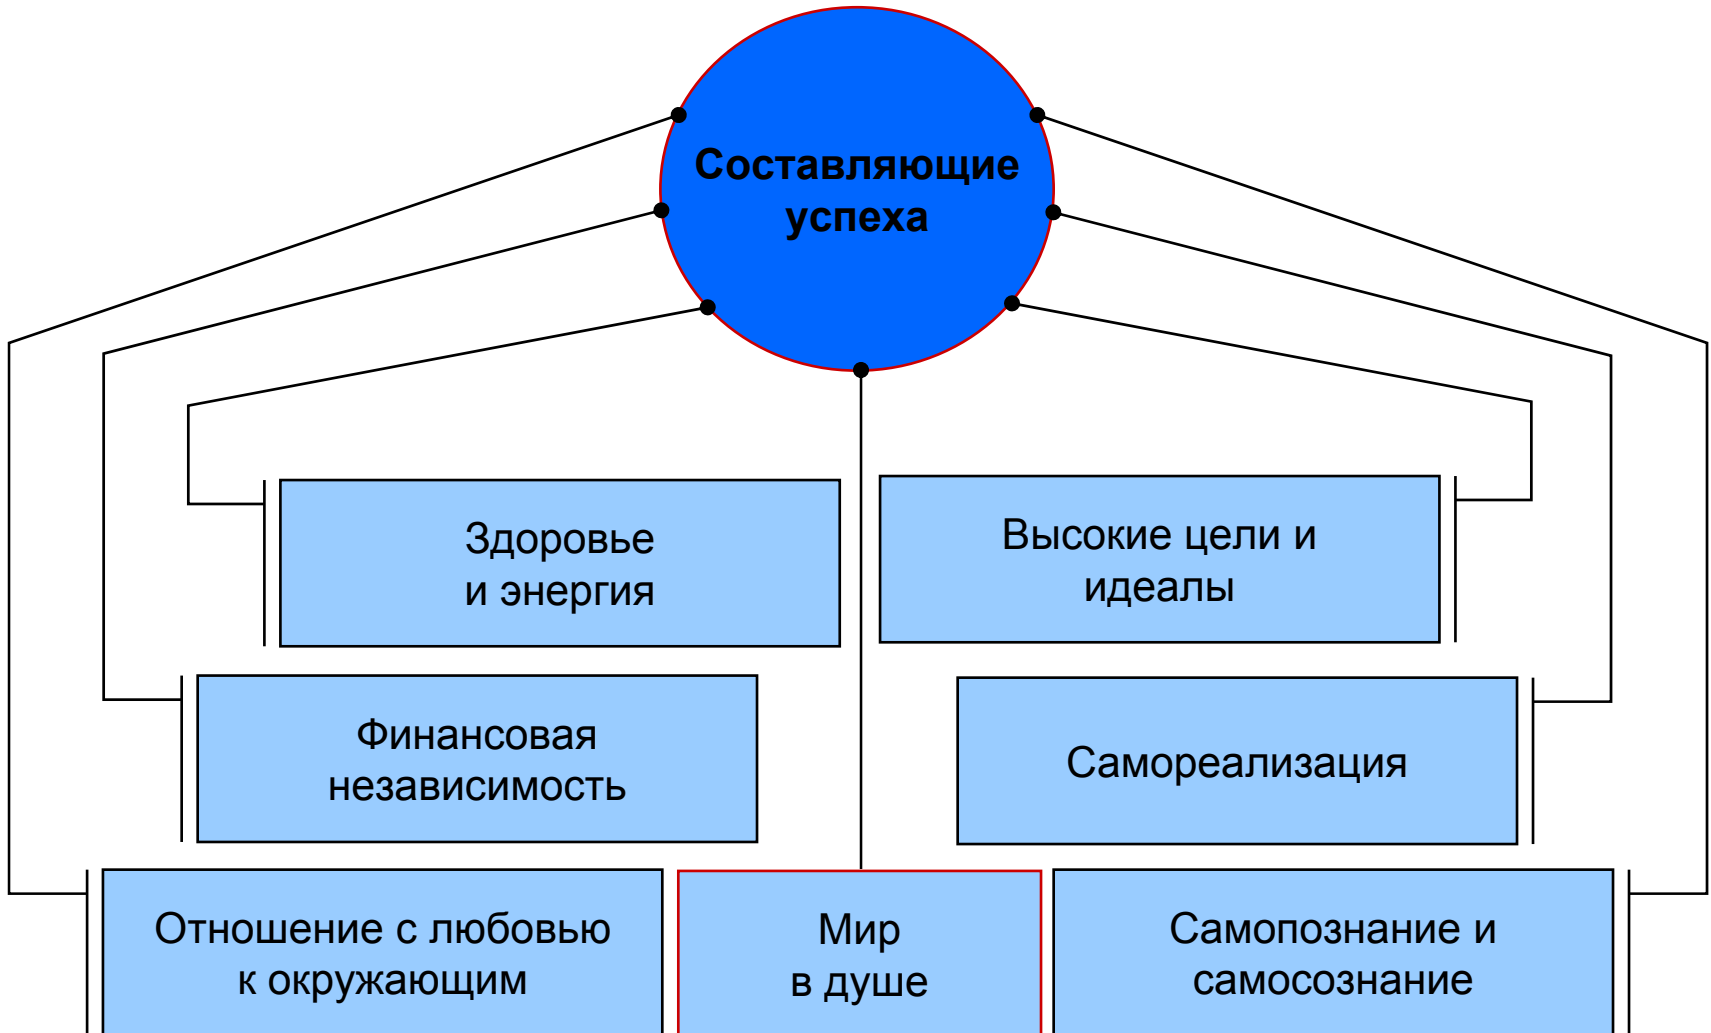 Составляющие
успеха
Здоровье
и энергия
Высокие цели и
идеалы
Финансовая
независимость
Самореализация
Отношение с любовью
к окружающим
Мир
в душе
Самопознание и
самосознание